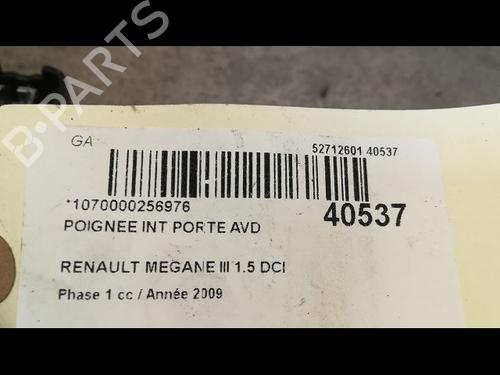 B-PARTS
GA
52712601 40537
*1070000256976
40537
POIGNEE INT PORTE AVD
RENAULT MEGANE III 1.5 DCI
Phase 1 cc / Année 2009